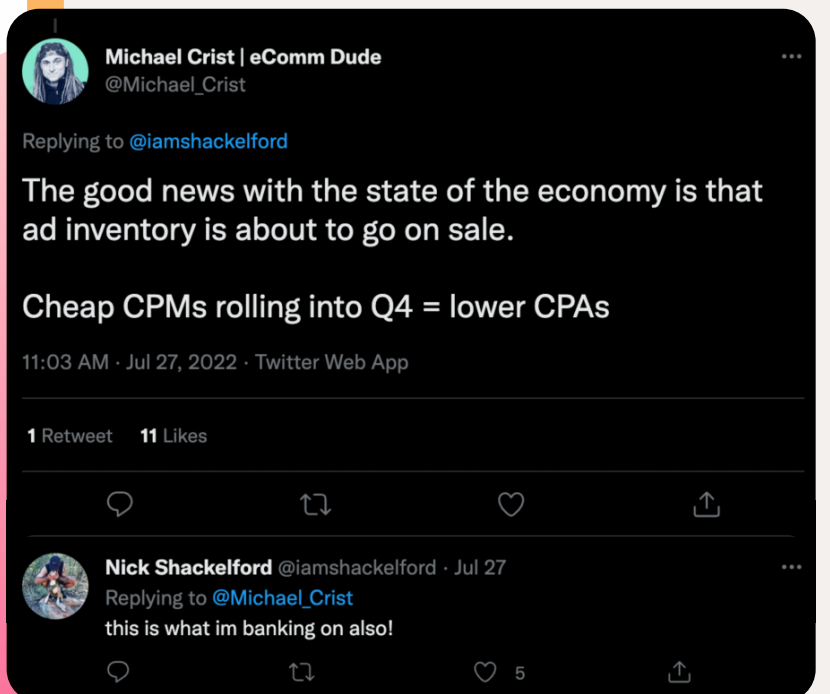 Michael Crist | eComm Dude
@Michael_Crist
Replying to @iamshackelford
The good news with the state of the economy is that
ad inventory is about to go on sale.
Cheap CPMs rolling into Q4 = lower CPAs
11:03 AM · Jul 27, 2022 · Twitter Web App
1 Retweet 11 Likes
Nick Shackelford @iamshackelford · Jul 27
Replying to @Michael_Crist
this is what im banking on also!
5